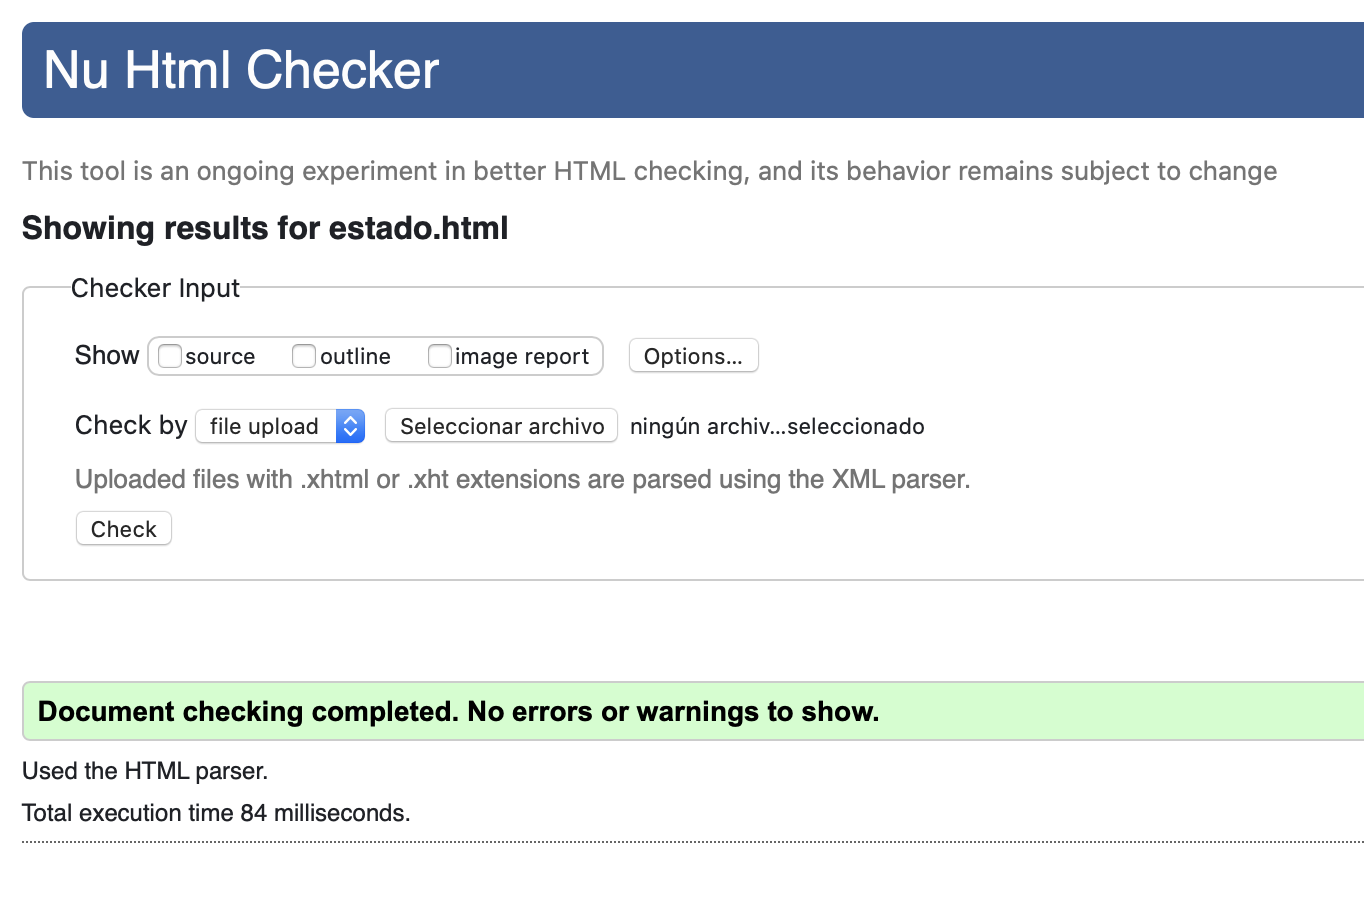 Nu Html Checker
This tool is an ongoing experiment in better HTML checking, and its behavior remains subject to change
Showing results for estado.html
Checker Input
Show source outline image report Options...
Check by file upload Seleccionar archivo ningún archiv...seleccionado
Uploaded files with .xhtml or .xht extensions are parsed using the XML parser.
Check
Document checking completed. No errors or warnings to show.
Used the HTML parser.
Total execution time 84 milliseconds.